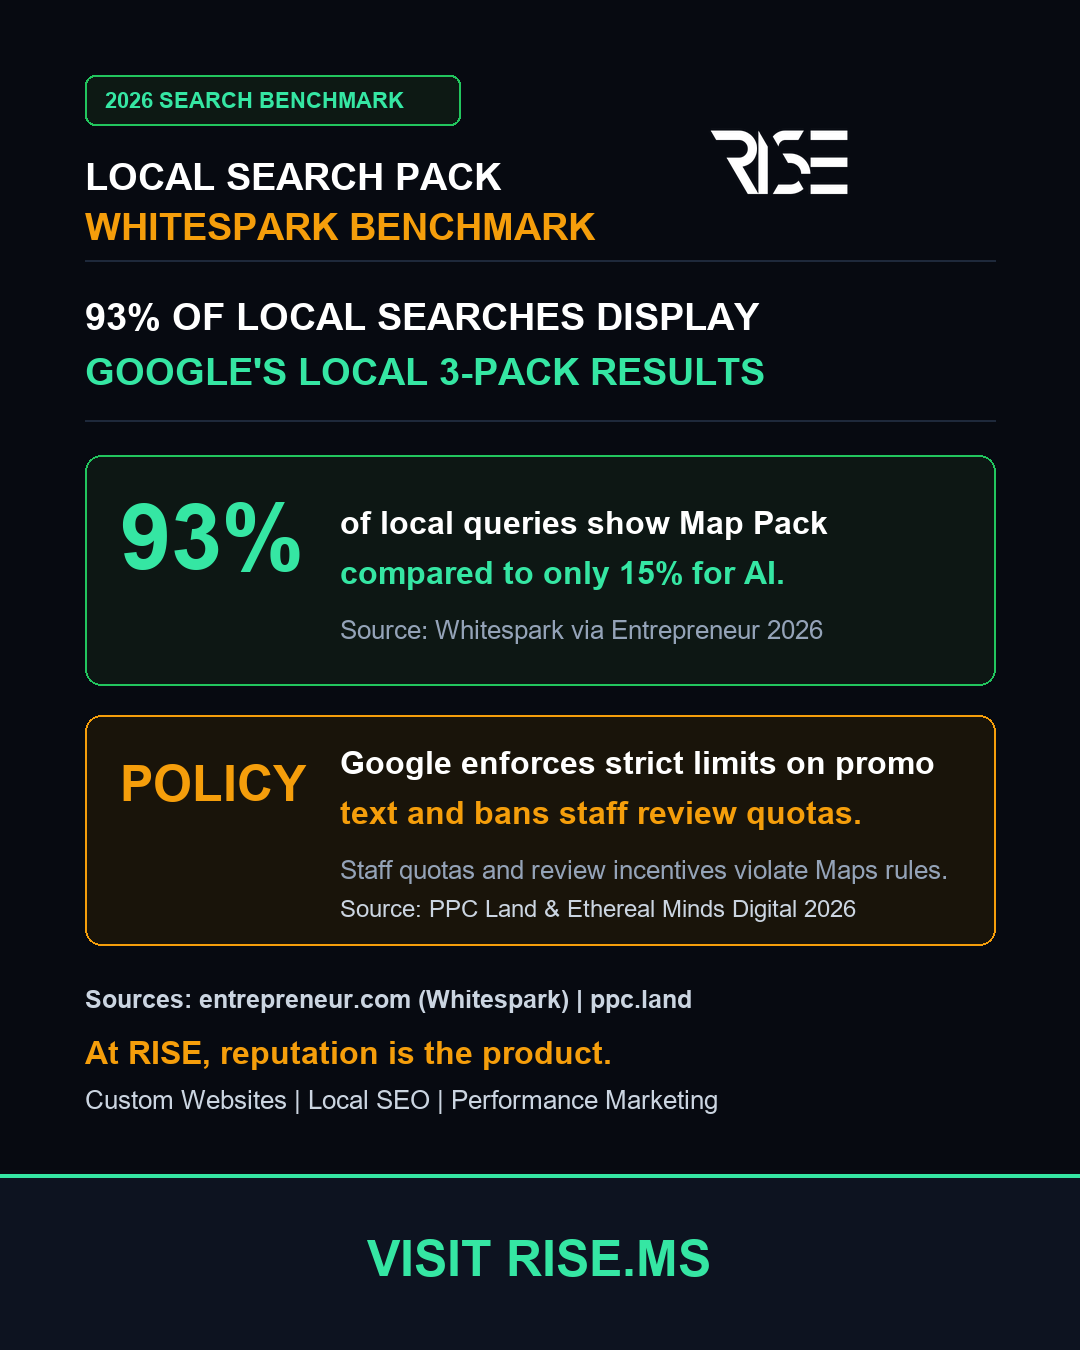 2026 SEARCH BENCHMARK
RISE
LOCAL SEARCH PACK
WHITESPARK BENCHMARK
93% OF LOCAL SEARCHES DISPLAY
GOOGLE'S LOCAL 3-PACK RESULTS
93%
of local queries show Map Pack
compared to only 15% for AI.
Source: Whitespark via Entrepreneur 2026
POLICY
Google enforces strict limits on promo
text and bans staff review quotas.
Staff quotas and review incentives violate Maps rules.
Source: PPC Land & Ethereal Minds Digital 2026
Sources: entrepreneur.com (Whitespark) | ppc.land
At RISE, reputation is the product.
Custom Websites | Local SEO | Performance Marketing
VISIT RISE.MS